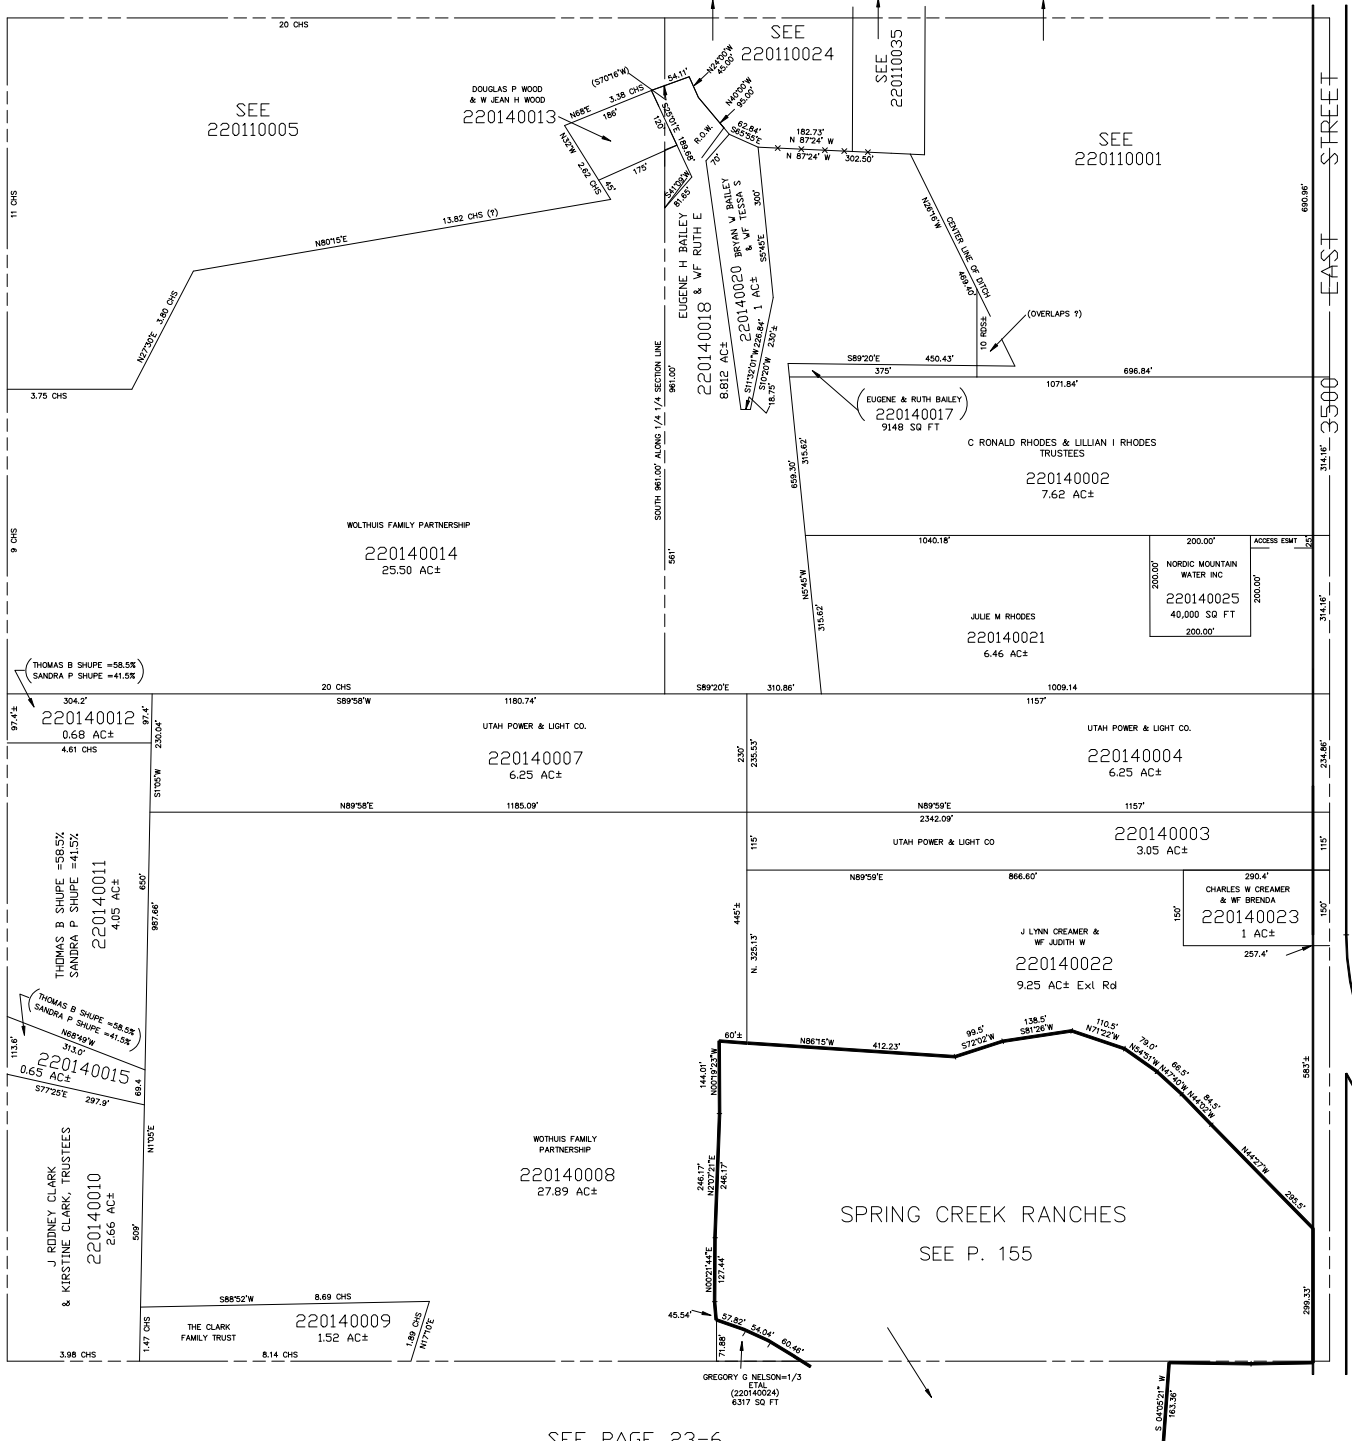 20 CHS
SEE
220110005
11 CHS
DOUGLAS P WOOD
& W JEAN H WOOD
220140013
(S70°16'W)
54.11'
N24°00'W
45.00'
SEE
220110024
SEE
220110035
N40°00'W
95.00'
N68°E
3.38 CHS
186'
S25°01'E
189.68'
120'
R.O.W.
70'
62.84'
S65°55'E
182.73'
N 87°24' W
N 87°24' W
302.50'
SEE
220110001
EAST STREET
3500
690.96'
N32°W
2.62 CHS
45'
175'
S41°09'W
81.65'
13.82 CHS (?)
N80°15'E
N27°30'E
3.80 CHS
3.75 CHS
EUGENE H BAILEY
& WF RUTH E
220140018
8.812 AC±
BRYAN W BAILEY
& WF TESSA S
220140020
1 AC±
300'
S5°45'E
S11°32'01"W 226.84'
230'±
S10°20'W
18.75'
N26°16'W
CENTER LINE OF DITCH
469.40'
10 RDS±
(OVERLAPS ?)
S89°20'E
450.43'
375'
696.84'
1071.84'
(EUGENE & RUTH BAILEY)
220140017
9148 SQ FT
SOUTH 961.00' ALONG 1/4 1/4 SECTION LINE
961.00'
561'
C RONALD RHODES & LILLIAN I RHODES
TRUSTEES
220140002
7.62 AC±
315.62'
659.30'
314.16'
9 CHS
WOLTHUIS FAMILY PARTNERSHIP
220140014
25.50 AC±
1040.18'
200.00'
ACCESS ESMT
25'
NORDIC MOUNTAIN
WATER INC
220140025
40,000 SQ FT
200.00'
200.00'
200.00'
N5°45'W
315.62'
JULIE M RHODES
220140021
6.46 AC±
314.16'
(THOMAS B SHUPE =58.5%
SANDRA P SHUPE =41.5%)
20 CHS
S89°58'W
1180.74'
S89°20'E
310.86'
1009.14
1157'
304.2'
97.4'±
220140012
0.68 AC±
97.4'
4.61 CHS
230.04'
S1°05'W
UTAH POWER & LIGHT CO.
220140007
6.25 AC±
230'
235.53'
UTAH POWER & LIGHT CO.
220140004
6.25 AC±
234.86'
N89°58'E
1185.09'
N89°59'E
1157'
2342.09'
UTAH POWER & LIGHT CO
220140003
3.05 AC±
115'
115'
THOMAS B SHUPE =58.5%
SANDRA P SHUPE =41.5%
220140011
4.05 AC±
650'
987.66'
N89°59'E
866.60'
290.4'
CHARLES W CREAMER
& WF BRENDA
220140023
1 AC±
150'
150'
257.4'
445'±
N. 325.13'
J LYNN CREAMER &
WF JUDITH W
220140022
9.25 AC± Exl Rd
(THOMAS B SHUPE =58.5%
SANDRA P SHUPE =41.5%)
N68°49'W
313.0'
113.6'
220140015
0.65 AC±
69.4
S77°25'E
297.9'
60'±
N86°15'W
412.23'
99.5'
S72°02'W
138.5'
S81°26'W
110.5'
N71°22'W
79.0'
N54°51'W
66.5'
N47°40'W
84.5'
N44°02'W
N44°27'W
295.5'
583'±
144.01'
N00°19'23"W
N1°05'E
509'
J RODNEY CLARK
& KIRSTINE CLARK, TRUSTEES
220140010
2.66 AC±
WOTHUIS FAMILY
PARTNERSHIP
220140008
27.89 AC±
246.17'
N2°07'21"E
246.17'
SPRING CREEK RANCHES
SEE P. 155
N00°21'44"E
127.44'
299.33'
S88°52'W
8.69 CHS
THE CLARK
FAMILY TRUST
220140009
1.52 AC±
1.47 CHS
1.89 CHS
N17°10'E
45.54'
57.82'
54.04'
60.46'
71.88'
3.98 CHS
8.14 CHS
GREGORY G NELSON=1/3
ETAL
(220140024)
6317 SQ FT
S 04°05'21" W
163.36'
SEE PAGE 23-6